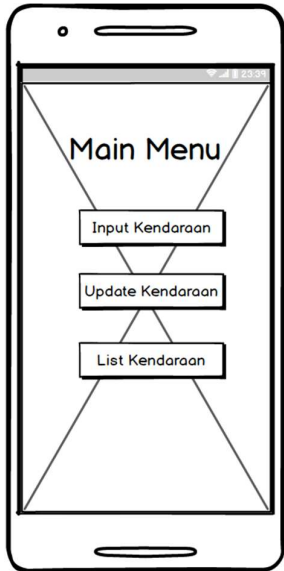 23:39
Main Menu
Input Kendaraan
Update Kendaraan
List Kendaraan